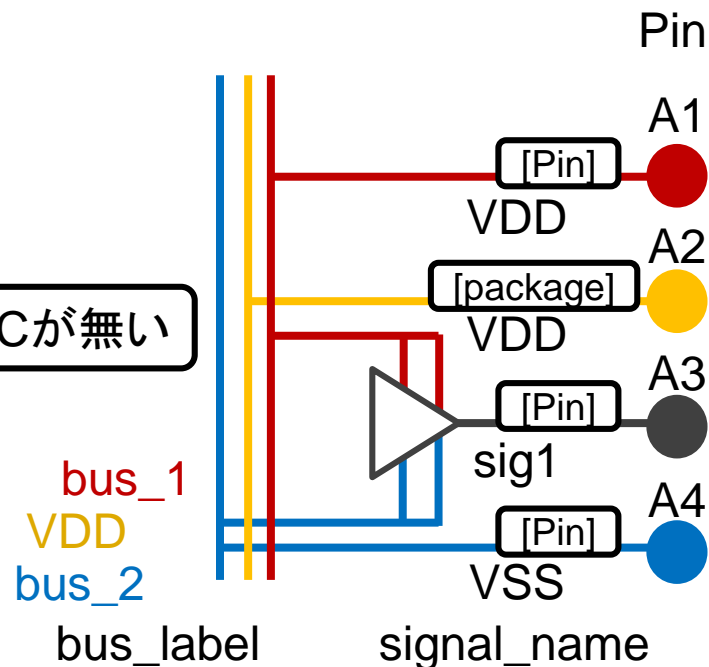 Pin
A1
[Pin]
VDD
A2
[package]
VDD
Cが無い
A3
[Pin]
sig1
bus_1
A4
VDD
[Pin]
bus_2
VSS
bus_label
signal_name